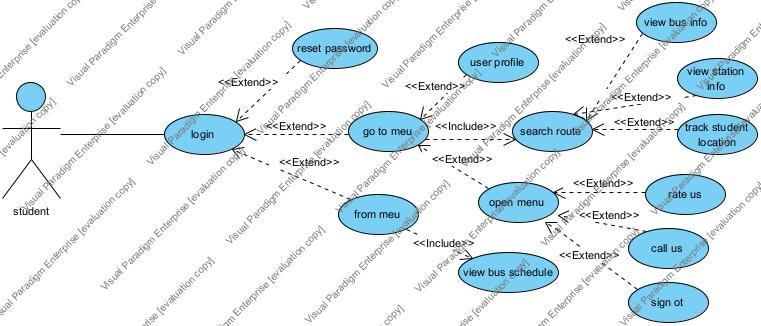 view bus info
<<Extend>>
reset password
user profile
view station
info
<<Extend>>
<<Extend>>
<<Extend>>
login
<<Extend>>
go to meu
<<Include>>
search route
<<Extend>>
track student
location
<<Extend>>
<<Extend>>
<<Extend>>
rate us
student
from meu
open menu
<<Extend>>
call us
<<Include>>
<<Extend>>
view bus schedule
sign ot
Visual Paradigm Enterprise [evaluation copy]